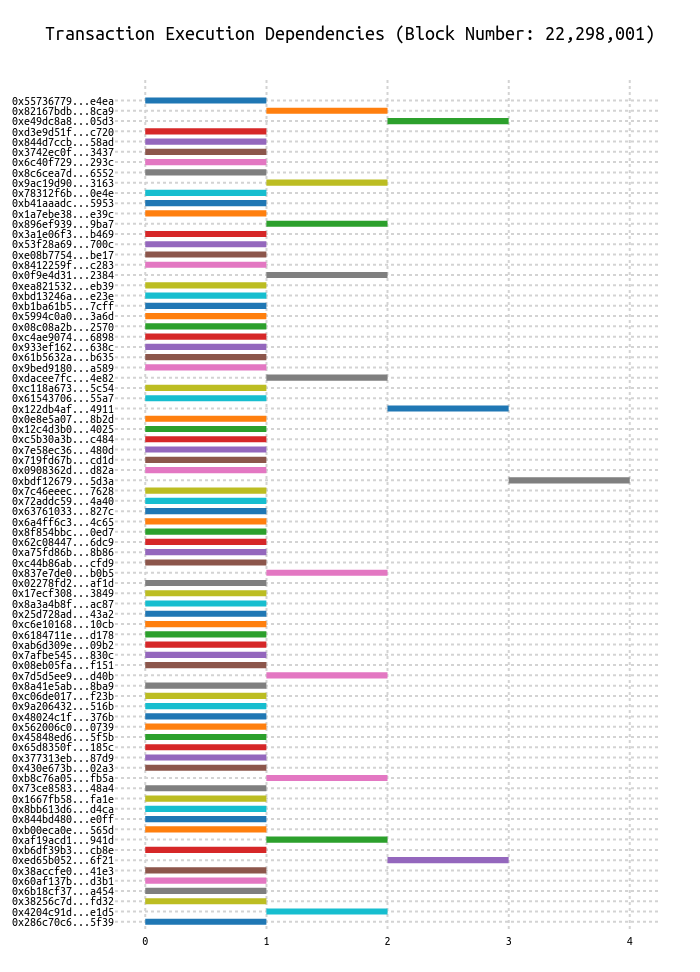 Transaction Execution Dependencies (Block Number: 22,298,001)
0x55736779...e4ea
0x82167bdb...8ca9
0xe49dc8a8...05d3
0xd3e9d51f...c720
0x844d7ccb...58ad
0x3742ec0f...3437
0x6c40f729...293c
0x8c6cea7d...6552
0x9ac19d90...3163
0x78312f6b...0e4e
0xb41aaadc...5953
0x1a7ebe38...e39c
0x896ef939...9ba7
0x3a1e06f3...b469
0x53f28a69...700c
0xe08b7754...be17
0x8412259f...c283
0x0f9e4d31...2384
0xea821532...eb39
0xbd13246a...e23e
0xb1ba61b5...7cff
0x5994c0a0...3a6d
0x08c08a2b...2570
0xc4ae9074...6898
0x933ef162...638c
0x61b5632a...b635
0x9bed9180...a589
0xdacee7fc...4e82
0xc118a673...5c54
0x61543706...55a7
0x122db4af...4911
0x0e8e5a07...8b2d
0x12c4d3b0...4025
0xc5b30a3b...c484
0x7e58ec36...480d
0x719fd67b...cd1d
0x0908362d...d82a
0xbdf12679...5d3a
0x7c46eeec...7628
0x72addc59...4a40
0x63761033...827c
0x6a4ff6c3...4c65
0x8f854bbc...0ed7
0x62c08447...6dc9
0xa75fd86b...8b86
0xc44b86ab...cfd9
0x837e7de0...b0b5
0x02278fd2...af1d
0x17ecf308...3849
0x8a3a4b8f...ac87
0x25d728ad...43a2
0xc6e10168...10cb
0x6184711e...d178
0xab6d309e...09b2
0x7afbe545...830c
0x08eb05fa...f151
0x7d5d5ee9...d40b
0x8a41e5ab...8ba9
0xc06de017...f23b
0x9a206432...516b
0x48024c1f...376b
0x562006c0...0739
0x45848ed6...5f5b
0x65d8350f...185c
0x377313eb...87d9
0x430e673b...02a3
0xb8c76a05...fb5a
0x73ce8583...48a4
0x1667fb58...fa1e
0x8bb613d6...d4ca
0x844bd480...e0ff
0xb00eca0e...565d
0xaf19acd1...941d
0xb6df39b3...cb8e
0xed65b052...6f21
0x38accfe0...41e3
0x60af137b...d3b1
0x6b18cf37...a454
0x38256c7d...fd32
0x4204c91d...e1d5
0x286c70c6...5f39
0 1 2 3 4